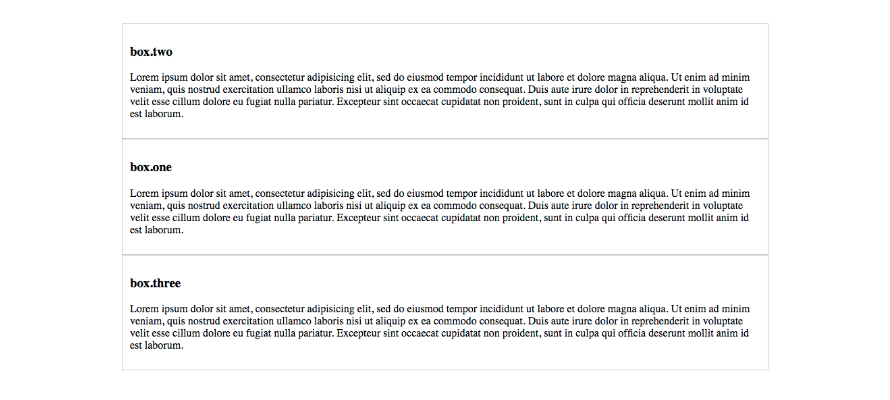 box.two
Lorem ipsum dolor sit amet, consectetur adipisicing elit, sed do eiusmod tempor incididunt ut labore et dolore magna aliqua. Ut enim ad minim
veniam, quis nostrud exercitation ullamco laboris nisi ut aliquip ex ea commodo consequat. Duis aute irure dolor in reprehenderit in voluptate
velit esse cillum dolore eu fugiat nulla pariatur. Excepteur sint occaecat cupidatat non proident, sunt in culpa qui officia deserunt mollit anim id
est laborum.
box.one
Lorem ipsum dolor sit amet, consectetur adipisicing elit, sed do eiusmod tempor incididunt ut labore et dolore magna aliqua. Ut enim ad minim
veniam, quis nostrud exercitation ullamco laboris nisi ut aliquip ex ea commodo consequat. Duis aute irure dolor in reprehenderit in voluptate
velit esse cillum dolore eu fugiat nulla pariatur. Excepteur sint occaecat cupidatat non proident, sunt in culpa qui officia deserunt mollit anim id
est laborum.
box.three
Lorem ipsum dolor sit amet, consectetur adipisicing elit, sed do eiusmod tempor incididunt ut labore et dolore magna aliqua. Ut enim ad minim
veniam, quis nostrud exercitation ullamco laboris nisi ut aliquip ex ea commodo consequat. Duis aute irure dolor in reprehenderit in voluptate
velit esse cillum dolore eu fugiat nulla pariatur. Excepteur sint occaecat cupidatat non proident, sunt in culpa qui officia deserunt mollit anim id
est laborum.